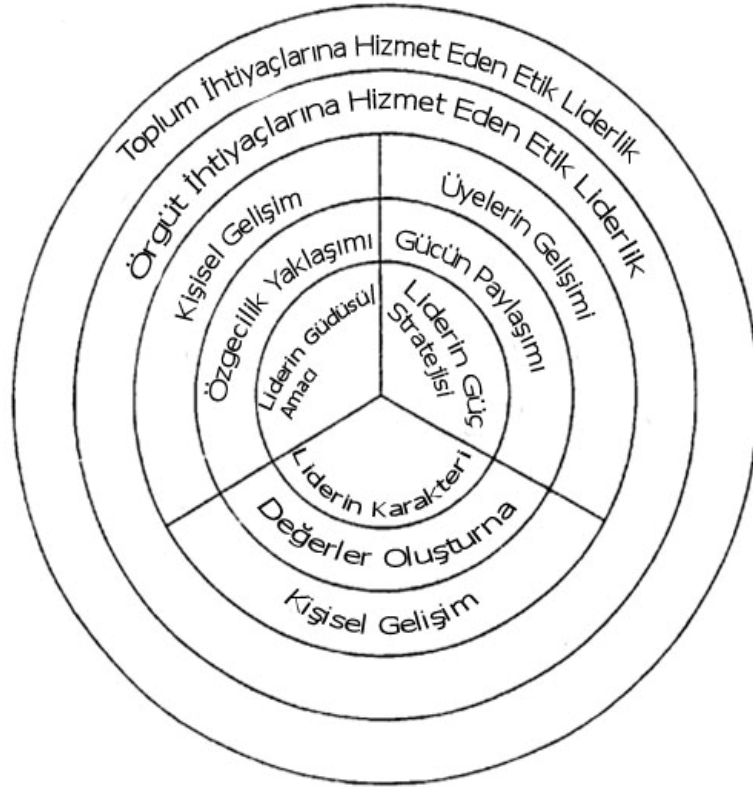 Toplum İhtiyaçlarına Hizmet Eden Etik Liderlik
Örgüt İhtiyaçlarına Hizmet Eden Etik Liderlik
Kişisel Gelişim
Üyelerin Gelişimi
Özgecilik Yaklaşımı
Gücün Paylaşımı
Liderin Güdüsü/
Amacı
Liderin Güç
Stratejisi
Liderin Karakteri
Değerler Oluşturna
Kişisel Gelişim